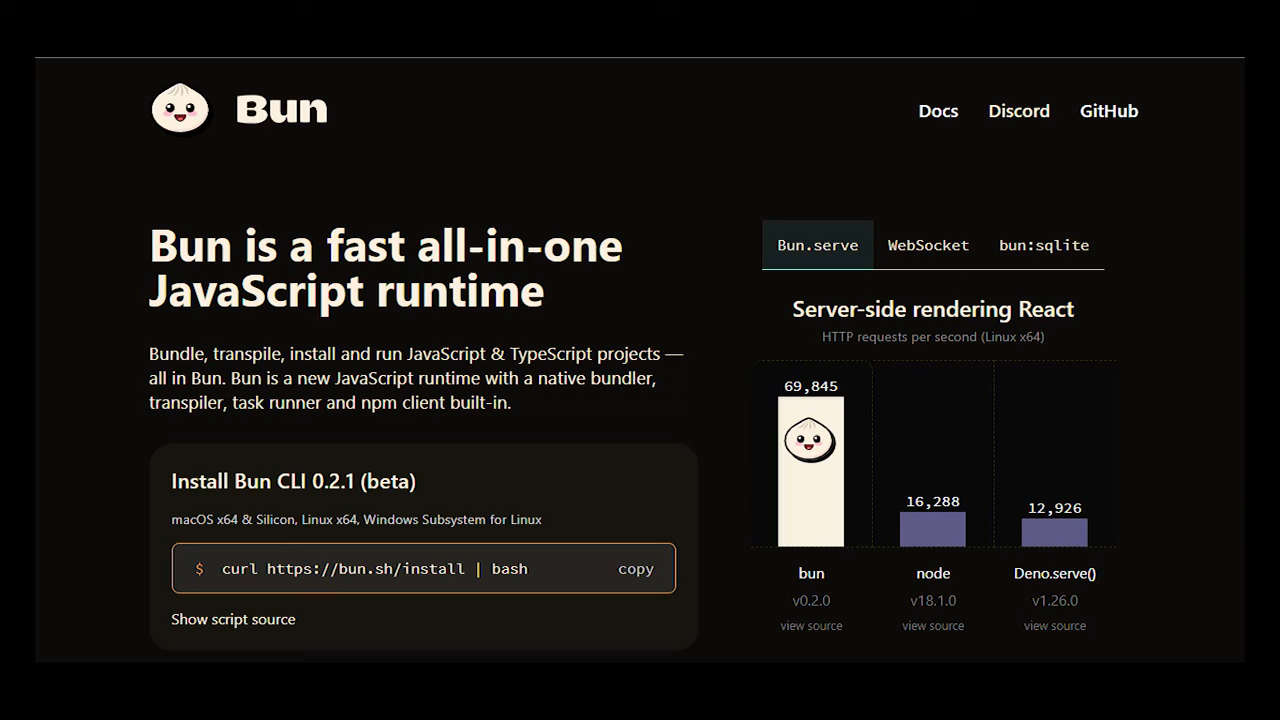 Bun
Docs
Discord
GitHub
Bun is a fast all-in-one
JavaScript runtime
Bundle, transpile, install and run JavaScript & TypeScript projects —
all in Bun. Bun is a new JavaScript runtime with a native bundler,
transpiler, task runner and npm client built-in.
Install Bun CLI 0.2.1 (beta)
macOS x64 & Silicon, Linux x64, Windows Subsystem for Linux
$ curl https://bun.sh/install | bash
copy
Show script source
Bun.serve
WebSocket
bun:sqlite
Server-side rendering React
HTTP requests per second (Linux x64)
69,845
16,288
12,926
bun
node
Deno.serve()
v0.2.0
v18.1.0
v1.26.0
view source
view source
view source